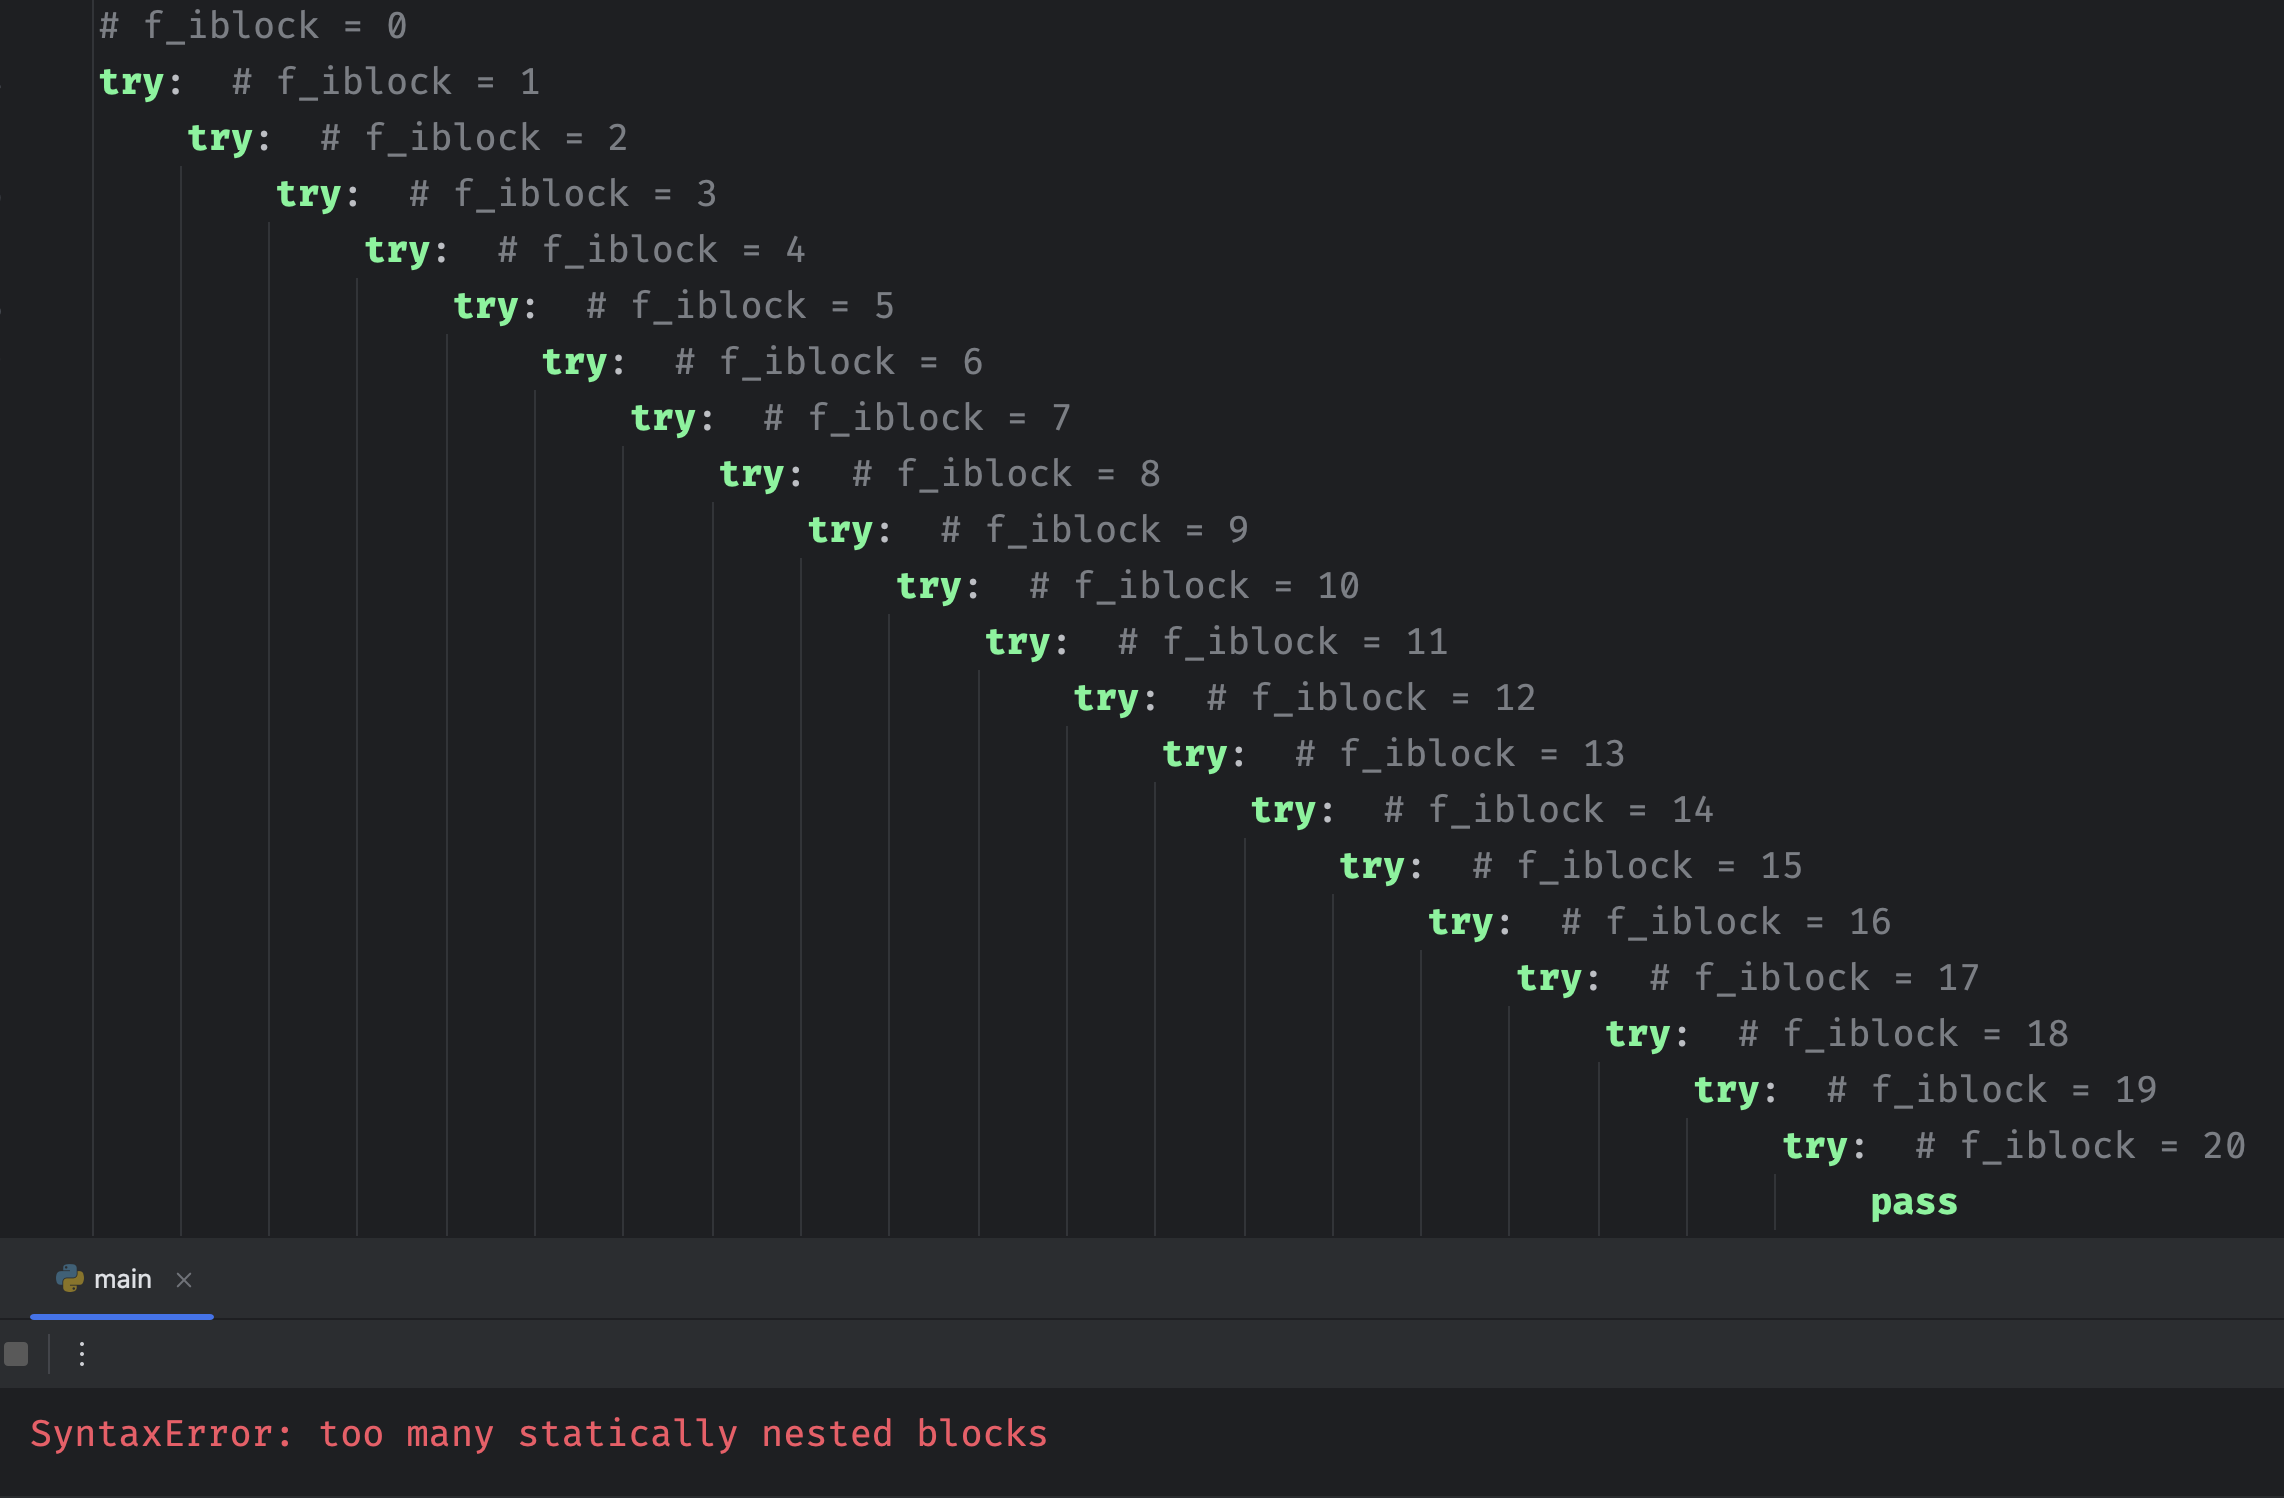 # f_iblock = 0
try:  # f_iblock = 1
try:  # f_iblock = 2
try:  # f_iblock = 3
try:  # f_iblock = 4
try:  # f_iblock = 5
try:  # f_iblock = 6
try:  # f_iblock = 7
try:  # f_iblock = 8
try:  # f_iblock = 9
try:  # f_iblock = 10
try:  # f_iblock = 11
try:  # f_iblock = 12
try:  # f_iblock = 13
try:  # f_iblock = 14
try:  # f_iblock = 15
try:  # f_iblock = 16
try:  # f_iblock = 17
try:  # f_iblock = 18
try:  # f_iblock = 19
try:  # f_iblock = 20
pass
main
SyntaxError: too many statically nested blocks